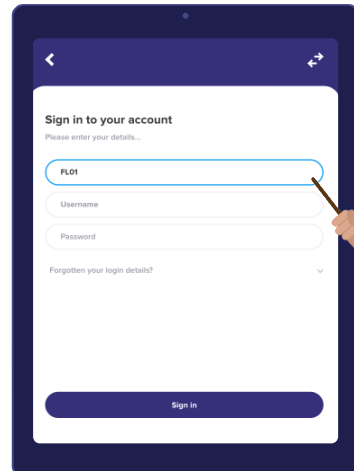 Sign in to your account
Please enter your details...
FL01
Username
Password
Forgotten your login details?
Sign in